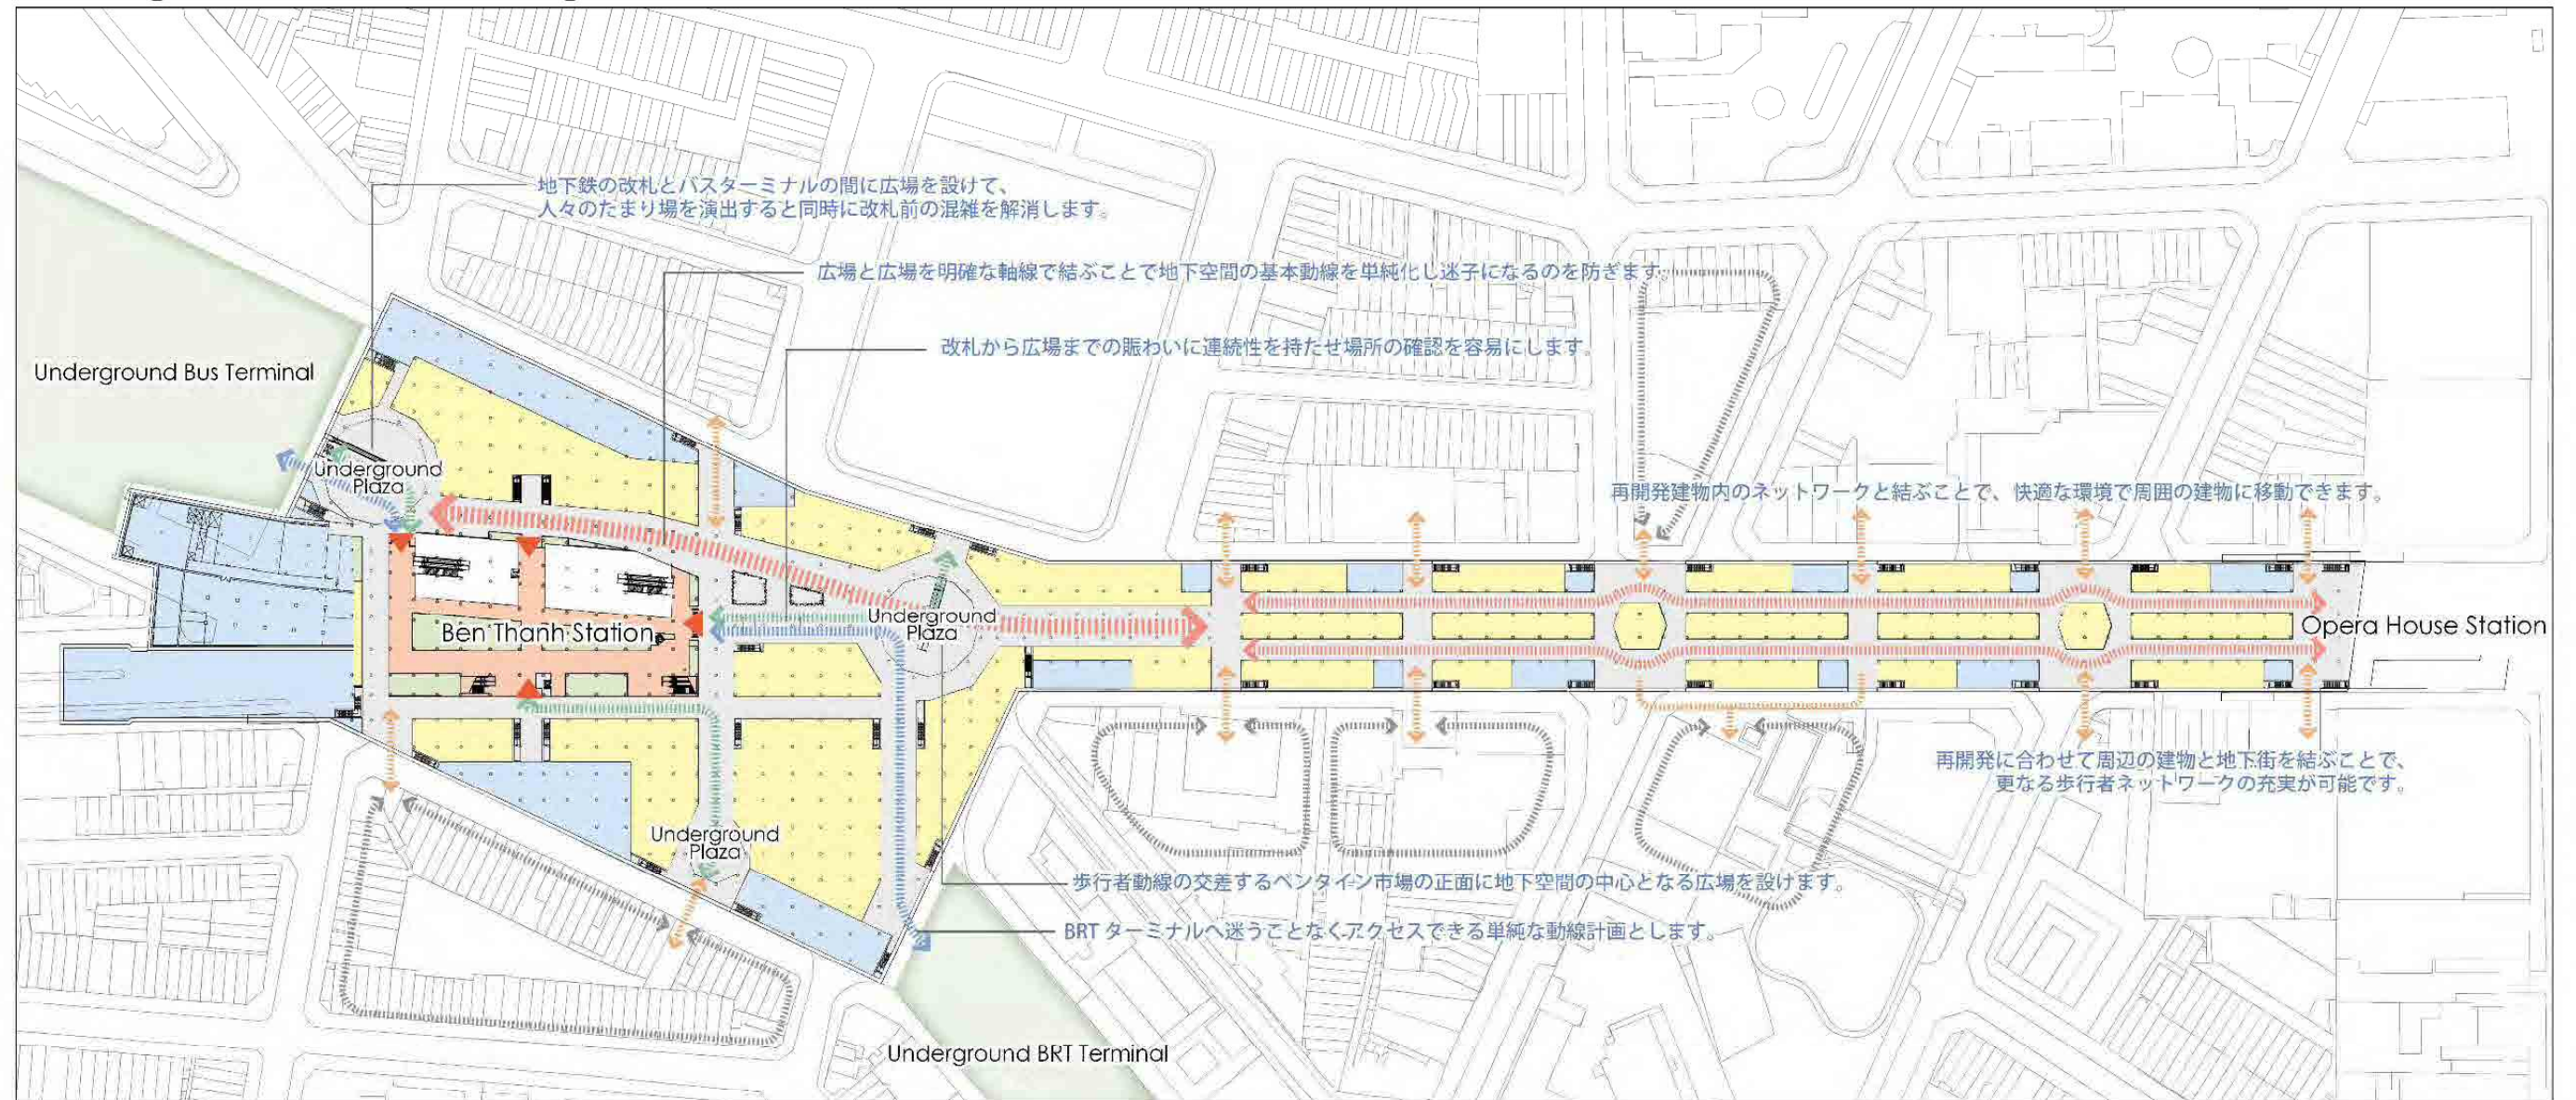 地下鉄の改札とバスターミナルの間に広場を設けて、
人々のたまり場を演出すると同時に改札前の混雑を解消します。
広場と広場を明確な軸線で結ぶことで地下空間の基本動線を単純化し迷子になるのを防ぎます。
改札から広場までの賑わいに連続性を持たせ場所の確認を容易にします。
Underground Bus Terminal
Underground
Plaza
再開発建物内のネットワークと結ぶことで、快適な環境で周囲の建物に移動できます。
Ben Thanh Station
Underground
Plaza
Opera House Station
再開発に合わせて周辺の建物と地下街を結ぶことで、
更なる歩行者ネットワークの充実が可能です。
Underground
Plaza
歩行者動線の交差するベンタイン市場の正面に地下空間の中心となる広場を設けます。
BRT ターミナルへ迷うことなくアクセスできる単純な動線計画とします。
Underground BRT Terminal